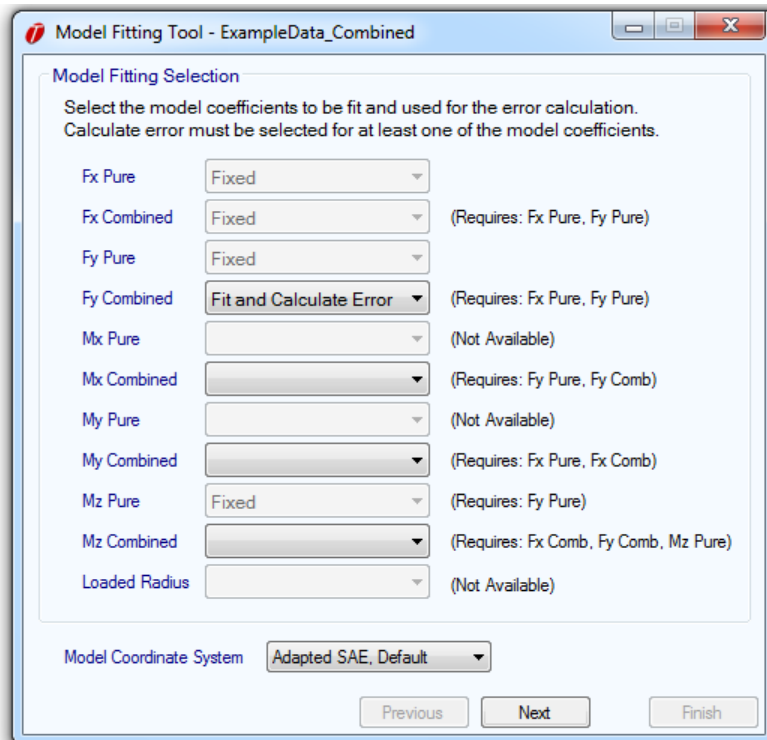 Model Fitting Tool - ExampleData_Combined
Model Fitting Selection
Select the model coefficients to be fit and used for the error calculation.
Calculate error must be selected for at least one of the model coefficients.
Fx Pure Fixed
Fx Combined Fixed (Requires: Fx Pure, Fy Pure)
Fy Pure Fixed
Fy Combined Fit and Calculate Error (Requires: Fx Pure, Fy Pure)
Mx Pure (Not Available)
Mx Combined (Requires: Fy Pure, Fy Comb)
My Pure (Not Available)
My Combined (Requires: Fx Pure, Fx Comb)
Mz Pure Fixed (Requires: Fy Pure)
Mz Combined (Requires: Fx Comb, Fy Comb, Mz Pure)
Loaded Radius (Not Available)
Model Coordinate System Adapted SAE, Default
Previous Next Finish